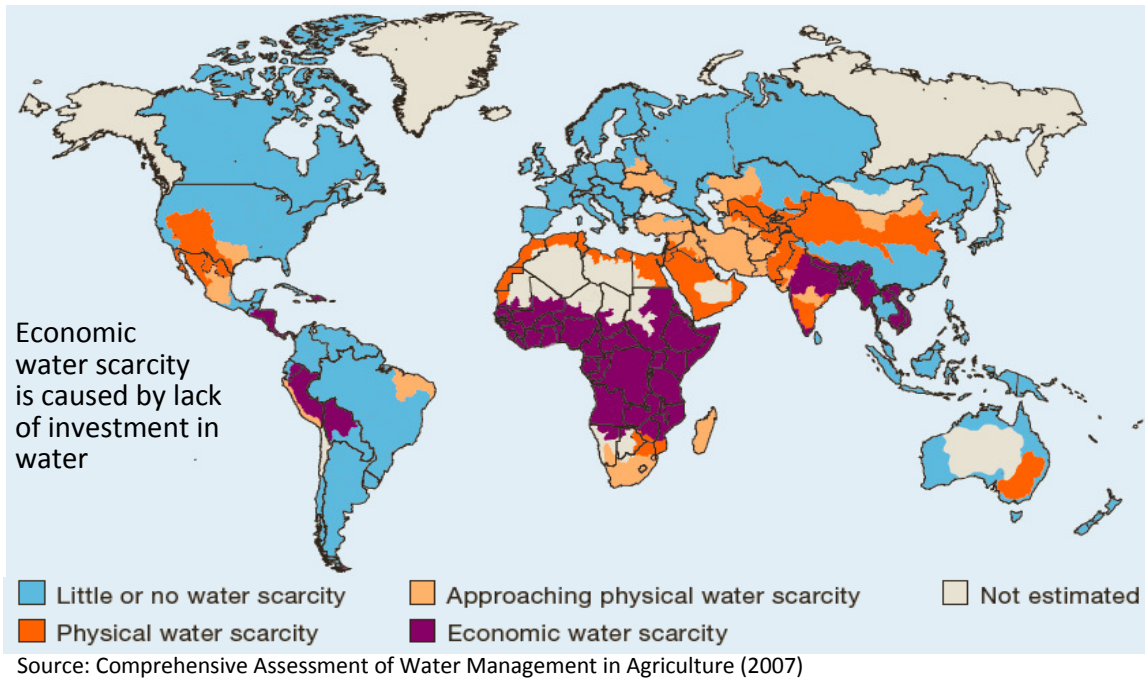 Economic
water scarcity
is caused by lack
of investment in
water
Little or no water scarcity
Approaching physical water scarcity
Not estimated
Physical water scarcity
Economic water scarcity
Source: Comprehensive Assessment of Water Management in Agriculture (2007)